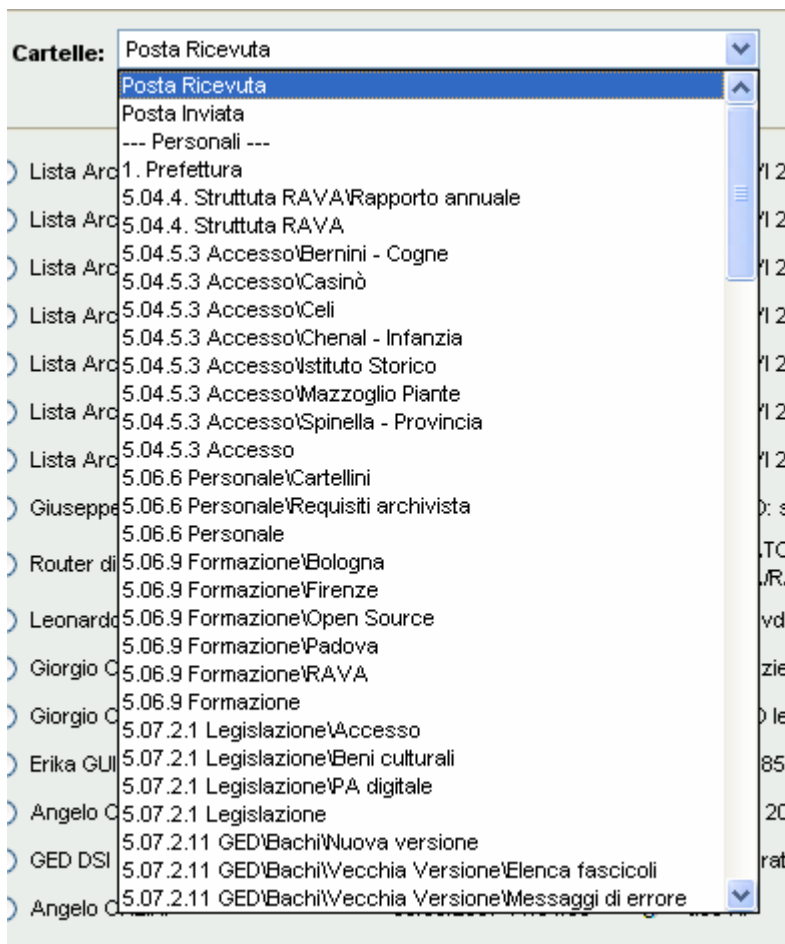 Cartelle: Posta Ricevuta
Posta Ricevuta
Posta Inviata
--- Personali ---
1. Prefettura
Lista Arc
5.04.4. Struttuta RAVA\Rapporto annuale
Lista Arc
5.04.4. Struttuta RAVA
5.04.5.3 Accesso\Bernini - Cogne
Lista Arc
5.04.5.3 Accesso\Casinò
5.04.5.3 Accesso\Celi
Lista Arc
5.04.5.3 Accesso\Chenal - Infanzia
5.04.5.3 Accesso\Istituto Storico
Lista Arc
5.04.5.3 Accesso\Mazzoglio Piante
Lista Arc
5.04.5.3 Accesso\Spinella - Provincia
5.04.5.3 Accesso
Lista Arc
5.06.6 Personale\Cartellini
5.06.6 Personale\Requisiti archivista
Giuseppe
5.06.6 Personale
5.06.9 Formazione\Bologna
Router di
5.06.9 Formazione\Firenze
5.06.9 Formazione\Open Source
Leonardo
5.06.9 Formazione\Padova
5.06.9 Formazione\RAVA
Giorgio
5.06.9 Formazione
Giorgio
5.07.2.1 Legislazione\Accesso
5.07.2.1 Legislazione\Beni culturali
Erika GUI
5.07.2.1 Legislazione\PA digitale
5.07.2.1 Legislazione
Angelo
5.07.2.11 GED\Bachi\Nuova versione
GED DSI
5.07.2.11 GED\Bachi\Vecchia Versione\Elenca fascicoli
5.07.2.11 GED\Bachi\Vecchia Versione\Messaggi di errore
Angelo